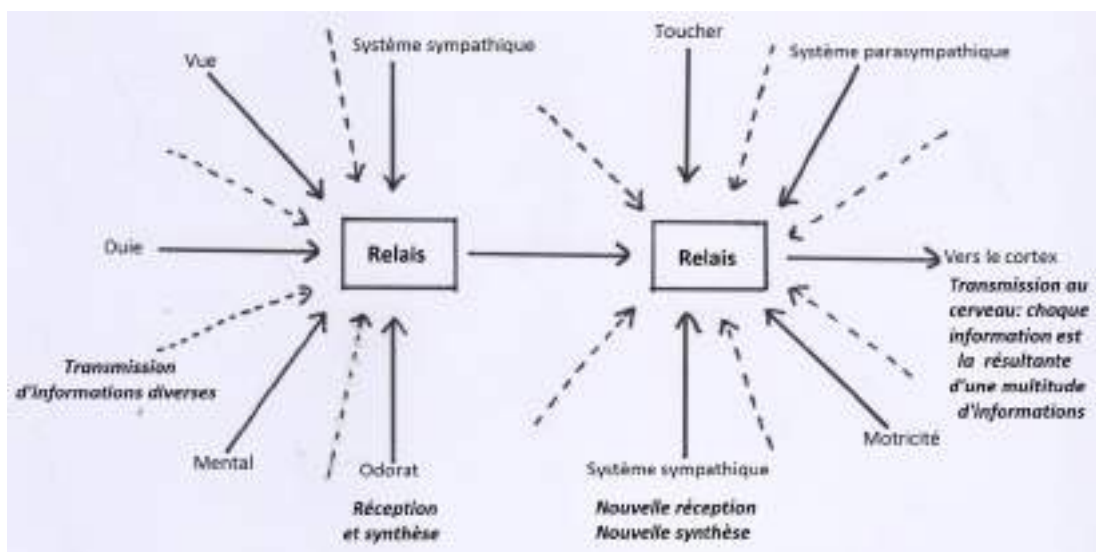 Système sympathique
Toucher
Système parasympathique
Vue
Ouie
Relais
Relais
Vers le cortex
Transmission au
cerveau: chaque
information est
la résultante
d'une multitude
d'informations
Transmission
d'informations diverses
Mental
Odorat
Réception
et synthèse
Système sympathique
Nouvelle réception
Nouvelle synthèse
Motricité